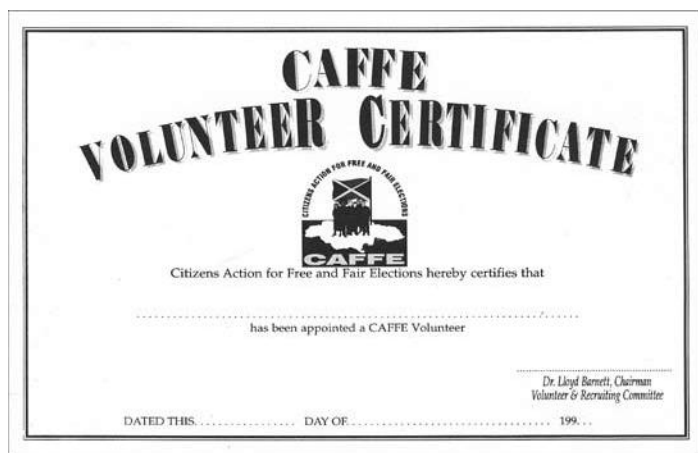 CAFFE
VOLUNTEER CERTIFICATE
CITIZENS ACTION FOR FREE AND FAIR ELECTIONS
CAFFE
Citizens Action for Free and Fair Elections hereby certifies that
has been appointed a CAFFE Volunteer
Dr. Lloyd Barnett, Chairman
Volunteer & Recruiting Committee
DATED THIS................. DAY OF.................................... 199...